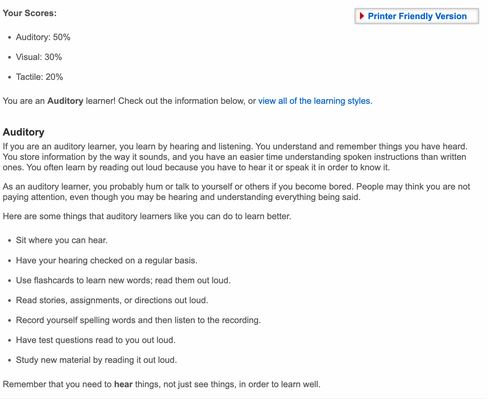 Your Scores:
Printer Friendly Version
Auditory: 50%
Visual: 30%
Tactile: 20%
You are an Auditory learner! Check out the information below, or view all of the learning styles.
Auditory
If you are an auditory learner, you learn by hearing and listening. You understand and remember things you have heard.
You store information by the way it sounds, and you have an easier time understanding spoken instructions than written
ones. You often learn by reading out loud because you have to hear it or speak it in order to know it.
As an auditory learner, you probably hum or talk to yourself or others if you become bored. People may think you are not
paying attention, even though you may be hearing and understanding everything being said.
Here are some things that auditory learners like you can do to learn better.
Sit where you can hear.
Have your hearing checked on a regular basis.
Use flashcards to learn new words; read them out loud.
Read stories, assignments, or directions out loud.
Record yourself spelling words and then listen to the recording.
Have test questions read to you out loud.
Study new material by reading it out loud.
Remember that you need to hear things, not just see things, in order to learn well.